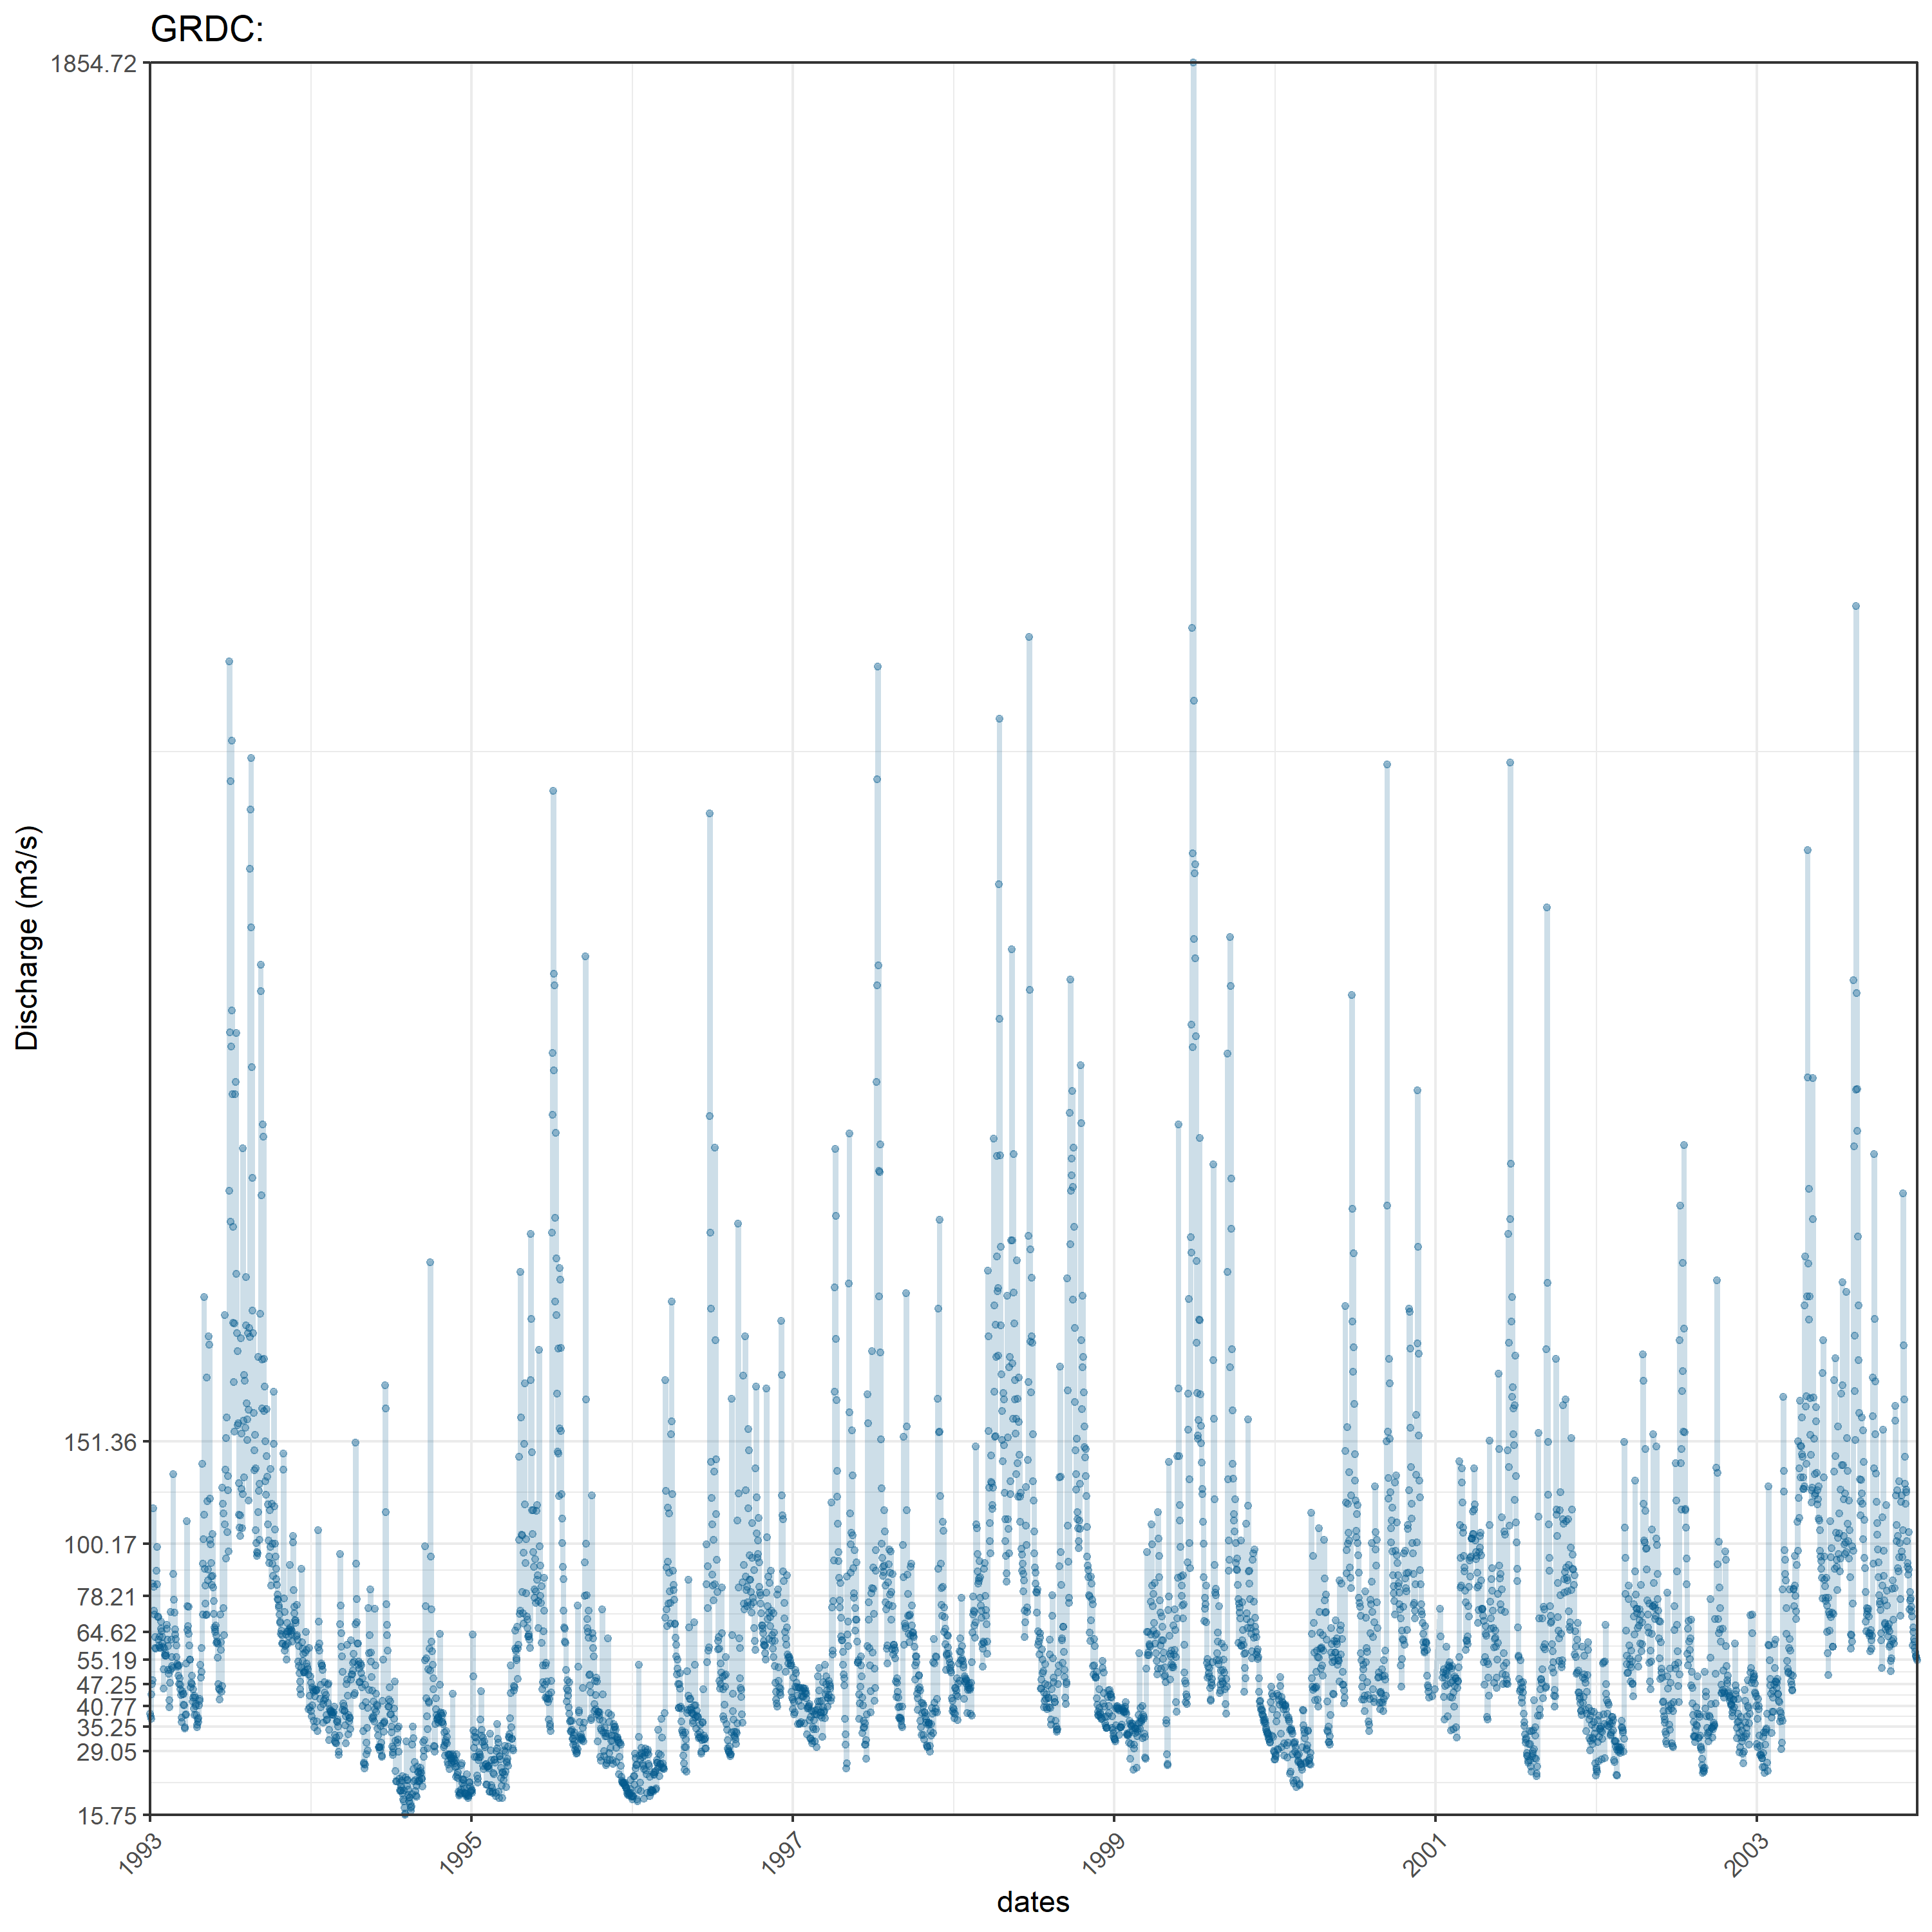 GRDC:
1854.72
151.36
100.17
78.21
64.62
55.19
47.25
40.77
35.25
29.05
15.75
Discharge (m3/s)
1993 1995 1997 1999 2001 2003
dates